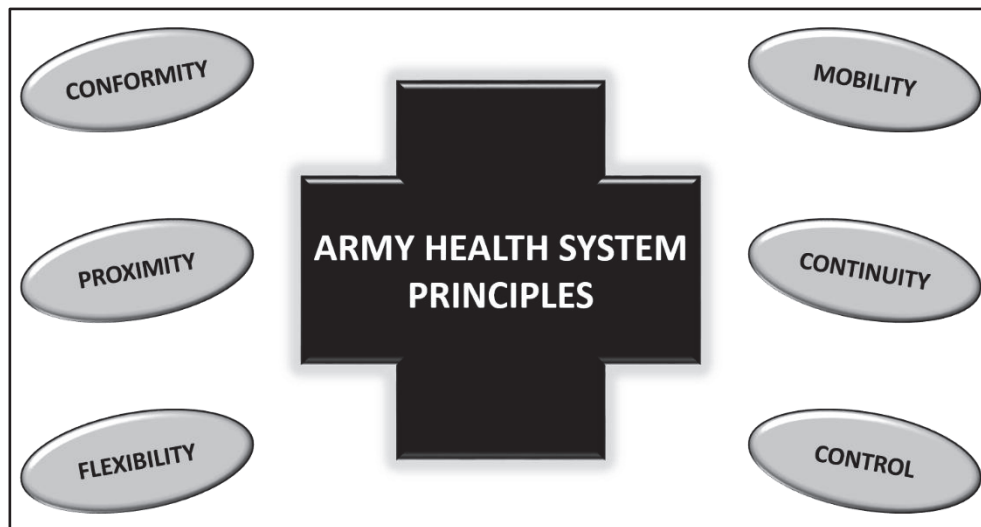 CONFORMITY
MOBILITY
ARMY HEALTH SYSTEM
PRINCIPLES
PROXIMITY
CONTINUITY
FLEXIBILITY
CONTROL